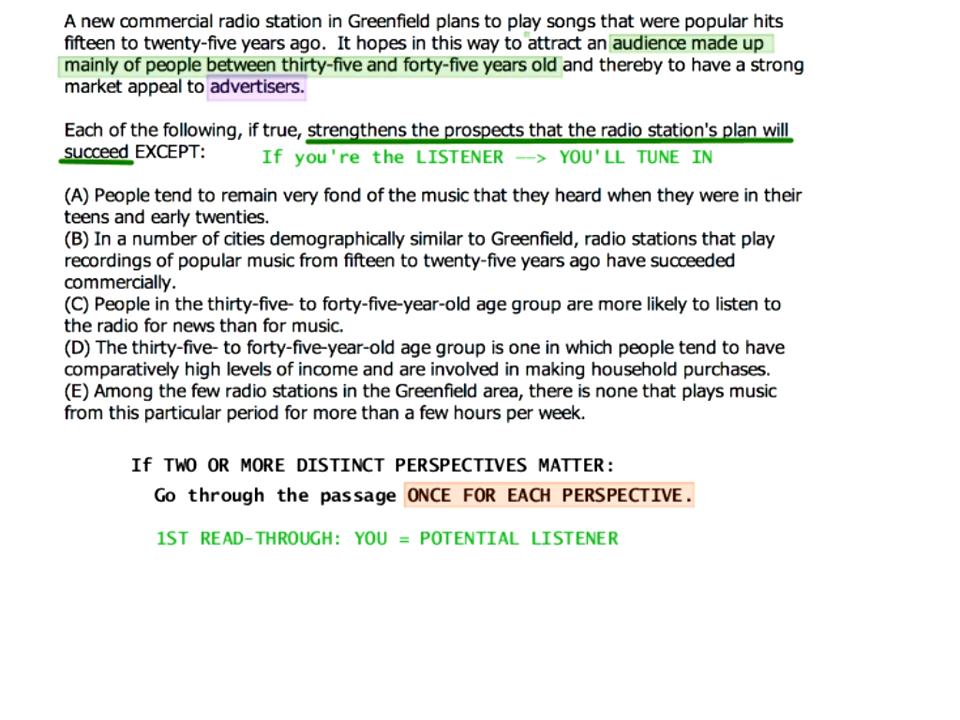 A new commercial radio station in Greenfield plans to play songs that were popular hits
fifteen to twenty-five years ago.  It hopes in this way to attract an audience made up
mainly of people between thirty-five and forty-five years old and thereby to have a strong
market appeal to advertisers.
Each of the following, if true, strengthens the prospects that the radio station's plan will
succeed EXCEPT:
If you're the LISTENER --> YOU'LL TUNE IN
(A) People tend to remain very fond of the music that they heard when they were in their
teens and early twenties.
(B) In a number of cities demographically similar to Greenfield, radio stations that play
recordings of popular music from fifteen to twenty-five years ago have succeeded
commercially.
(C) People in the thirty-five- to forty-five-year-old age group are more likely to listen to
the radio for news than for music.
(D) The thirty-five- to forty-five-year-old age group is one in which people tend to have
comparatively high levels of income and are involved in making household purchases.
(E) Among the few radio stations in the Greenfield area, there is none that plays music
from this particular period for more than a few hours per week.
If TWO OR MORE DISTINCT PERSPECTIVES MATTER:
Go through the passage ONCE FOR EACH PERSPECTIVE.
1ST READ-THROUGH: YOU = POTENTIAL LISTENER